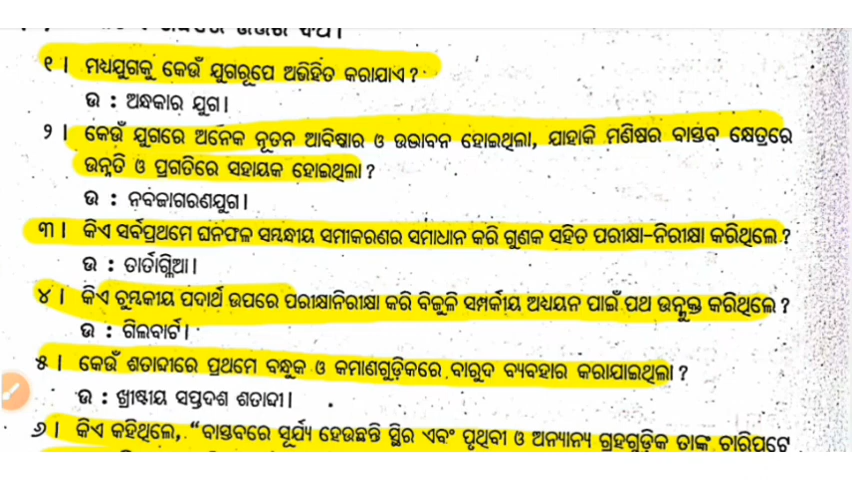 ୧ । ମଧ୍ୟଯୁଗକୁ କେଉଁ ଯୁଗରୂପେ ଅଭିହିତ କରାଯାଏ ?
ଉ : ଅନ୍ଧକାର ଯୁଗ ।
୨ । କେଉଁ ଯୁଗରେ ଅନେକ ନୂତନ ଆବିଷ୍କାର ଓ ଉଦ୍ଭାବନ ହୋଇଥିଲା, ଯାହାକି ମଣିଷର ବାସ୍ତବ କ୍ଷେତ୍ରରେ
ଉନ୍ନତି ଓ ପ୍ରଗତିରେ ସହାୟକ ହୋଇଥିଲା ?
ଉ : ନବଜାଗରଣଯୁଗ ।
୩ । କିଏ ସର୍ବପ୍ରଥମେ ଘନଫଳ ସମ୍ବନ୍ଧୀୟ ସମୀକରଣର ସମାଧାନ କରି ଗୁଣକ ସହିତ ପରୀକ୍ଷା-ନିରୀକ୍ଷା କରିଥିଲେ ?
ଉ : ତାର୍ତାଗ୍ଲିଆ ।
୪ । କିଏ ଚୁମ୍ବକୀୟ ପଦାର୍ଥ ଉପରେ ପରୀକ୍ଷାନିରୀକ୍ଷା କରି ବିଜୁଳି ସମ୍ପର୍କୀୟ ଅଧ୍ୟୟନ ପାଇଁ ପଥ ଉନ୍ମୁକ୍ତ କରିଥିଲେ ?
ଉ : ଗିଲବାର୍ଟ ।
୫ । କେଉଁ ଶତାବ୍ଦୀରେ ପ୍ରଥମେ ବନ୍ଧୁକ ଓ କମାଣଗୁଡ଼ିକରେ ବାରୁଦ ବ୍ୟବହାର କରାଯାଇଥିଲା ?
ଉ : ଖ୍ରୀଷ୍ଟୀୟ ସପ୍ତଦଶ ଶତାବ୍ଦୀ ।
୬ । କିଏ କହିଥିଲେ, “ବାସ୍ତବରେ ସୂର୍ଯ୍ୟ ହେଉଛନ୍ତି ସ୍ଥିର ଏବଂ ପୃଥିବୀ ଓ ଅନ୍ୟାନ୍ୟ ଗ୍ରହଗୁଡ଼ିକ ତାଙ୍କ ଚାରିପଟେ